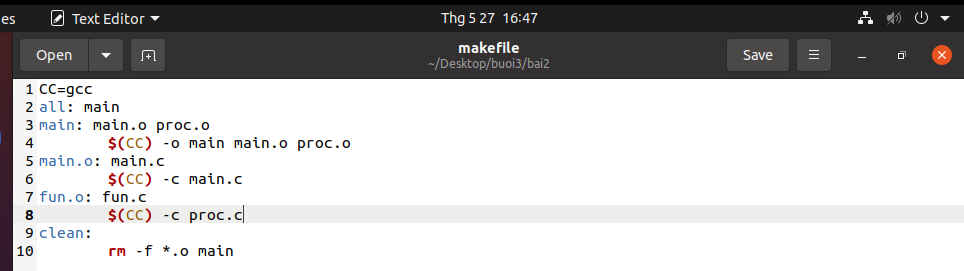 es Text Editor Thg 5 27 16:47
Open makefile Save
~/Desktop/buoi3/bai2
1 CC=gcc
2 all: main
3 main: main.o proc.o
4 $(CC) -o main main.o proc.o
5 main.o: main.c
6 $(CC) -c main.c
7 fun.o: fun.c
8 $(CC) -c proc.c
9 clean:
10 rm -f *.o main